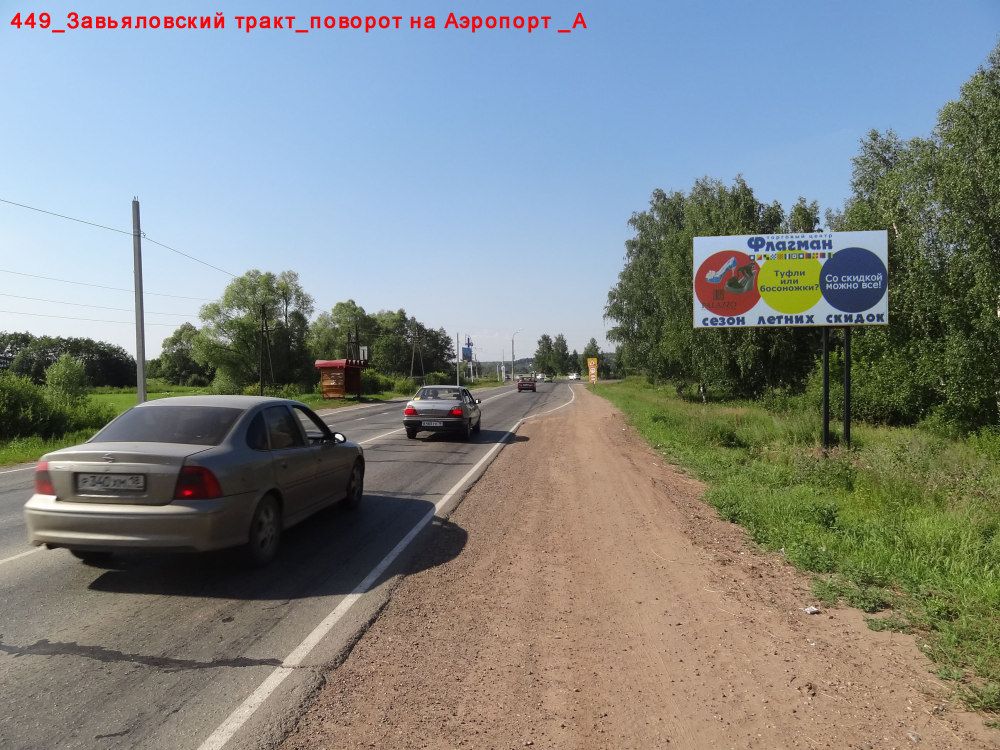 449_Завьяловский тракт_поворот на Аэропорт _А
торговый центр
Флагман
PALAZZO
Туфли
или
босоножки?
Со скидкой
можно все!
сезон летних скидок
Р 340 ХМ 18